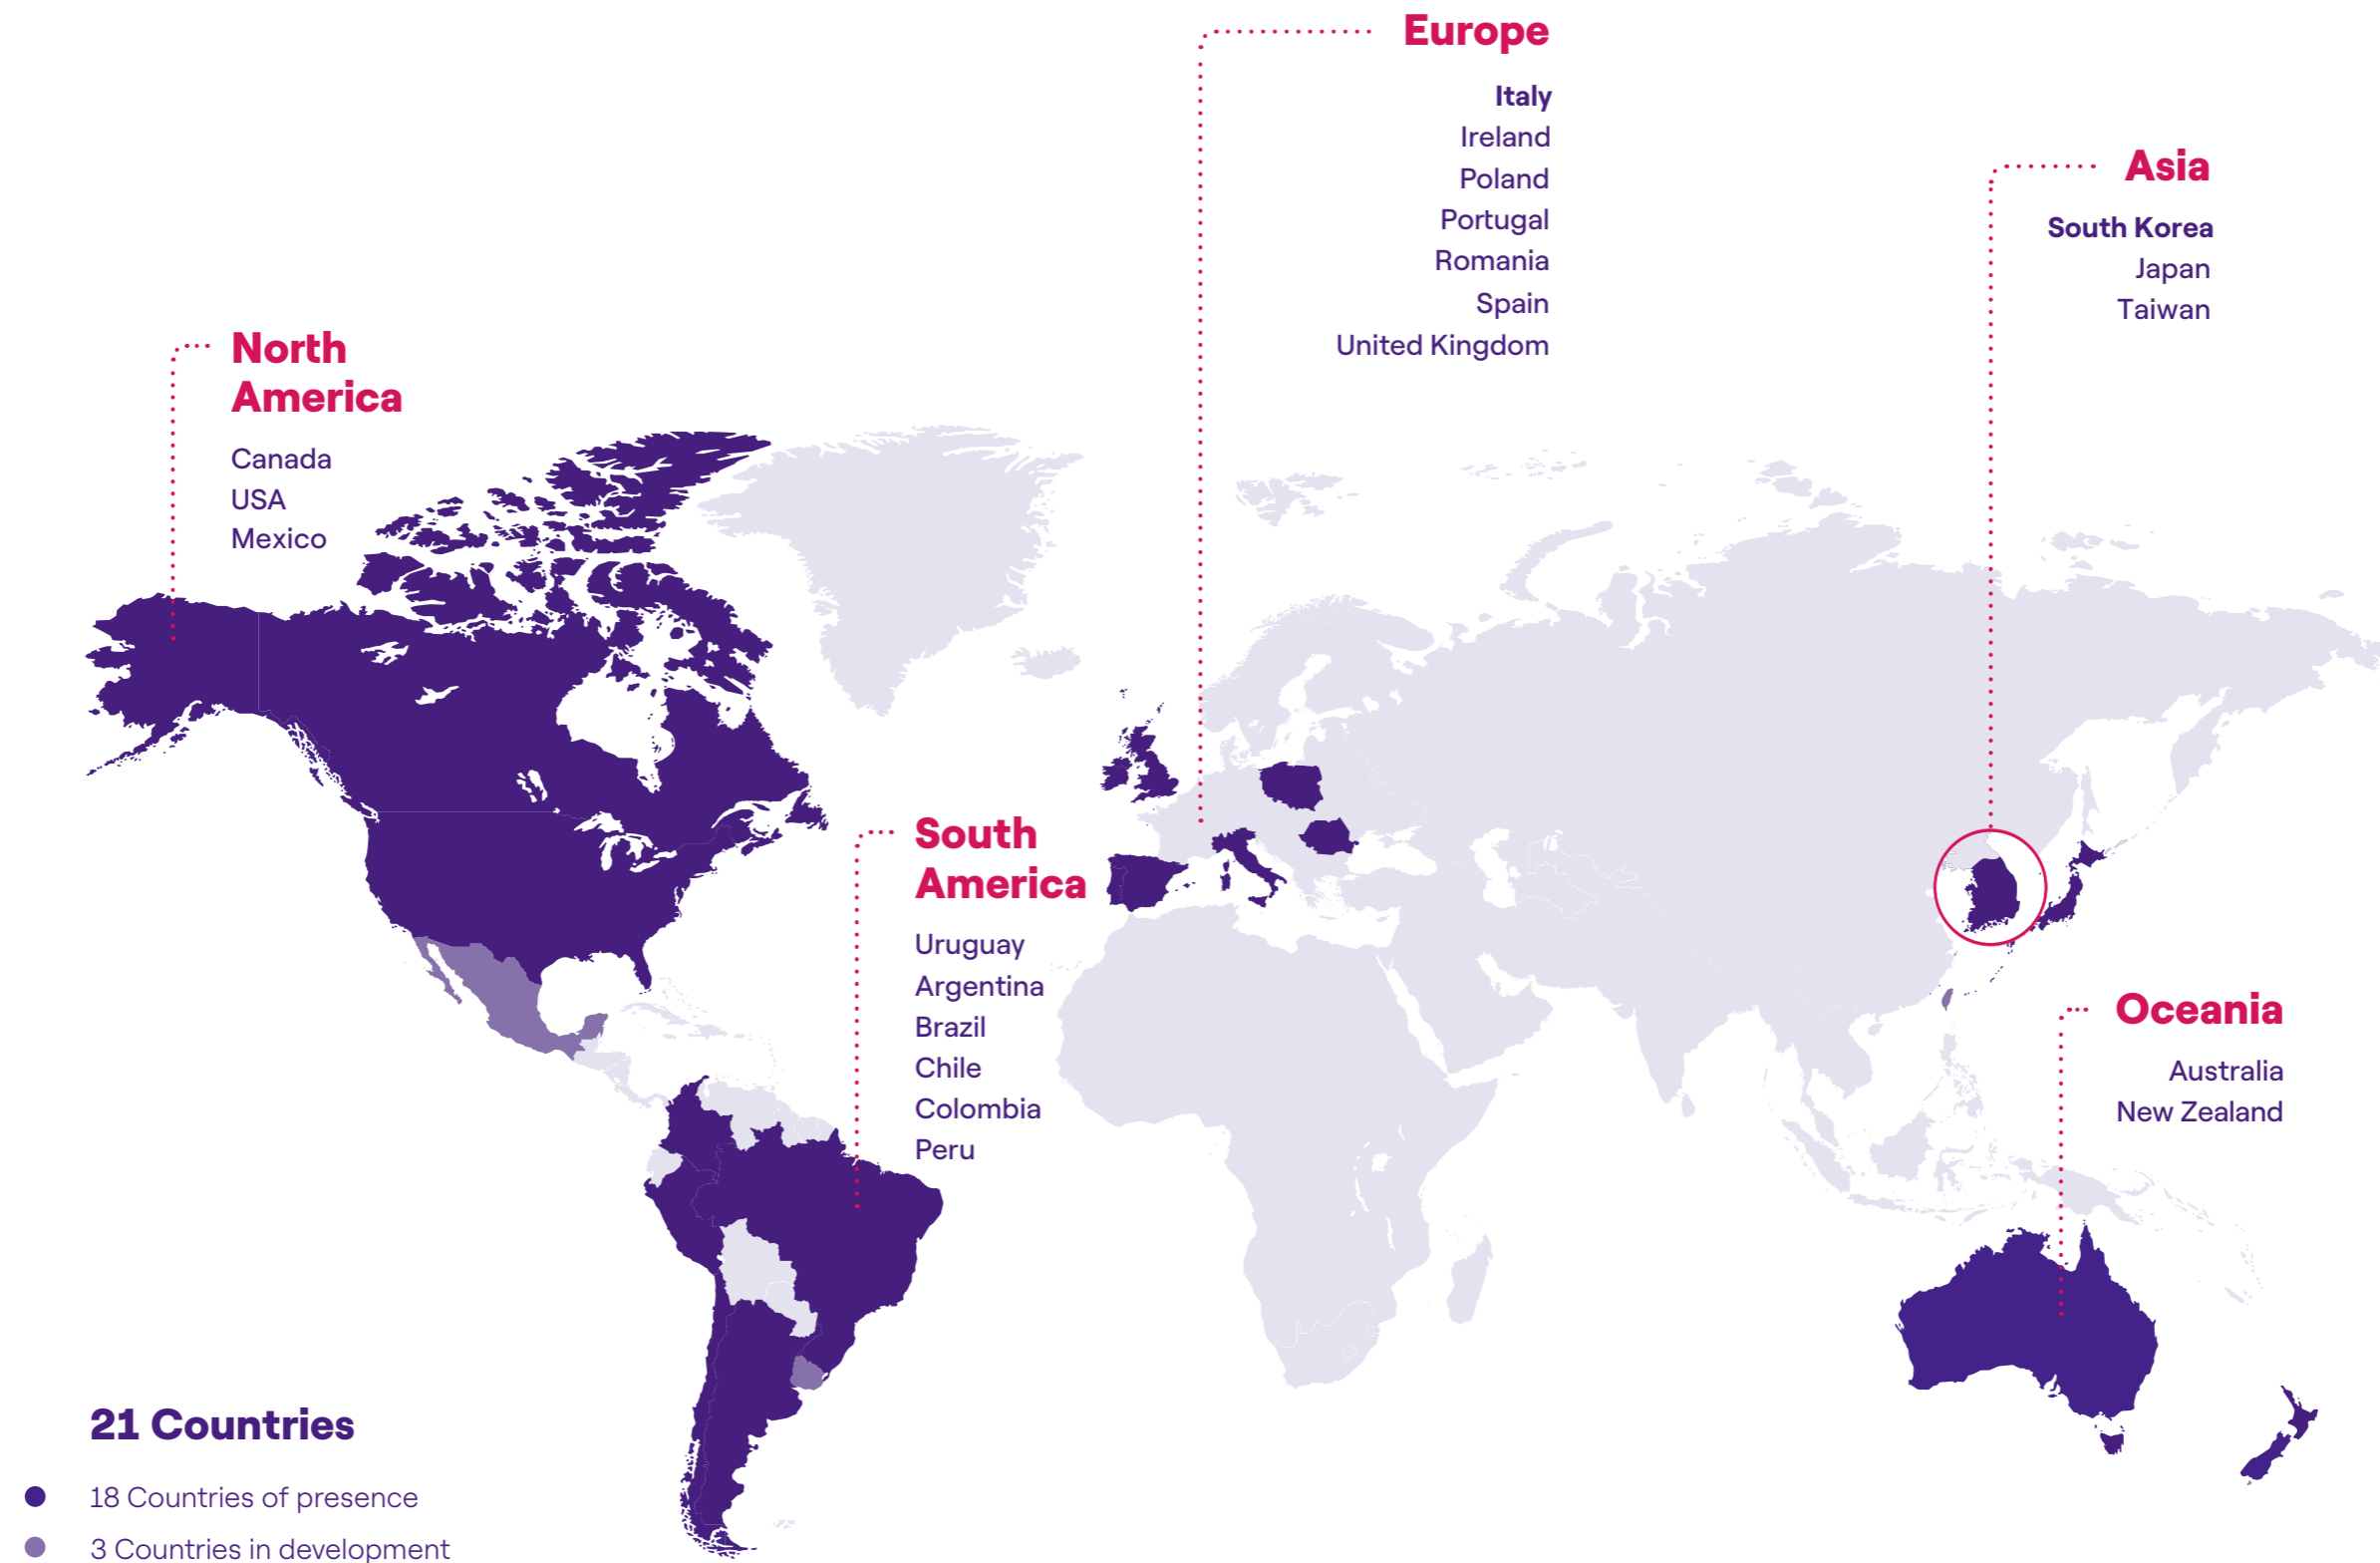 North
America
Canada
USA
Mexico
South
America
Uruguay
Argentina
Brazil
Chile
Colombia
Peru
Europe
Italy
Ireland
Poland
Portugal
Romania
Spain
United Kingdom
Asia
South Korea
Japan
Taiwan
Oceania
Australia
New Zealand
21 Countries
18 Countries of presence
3 Countries in development